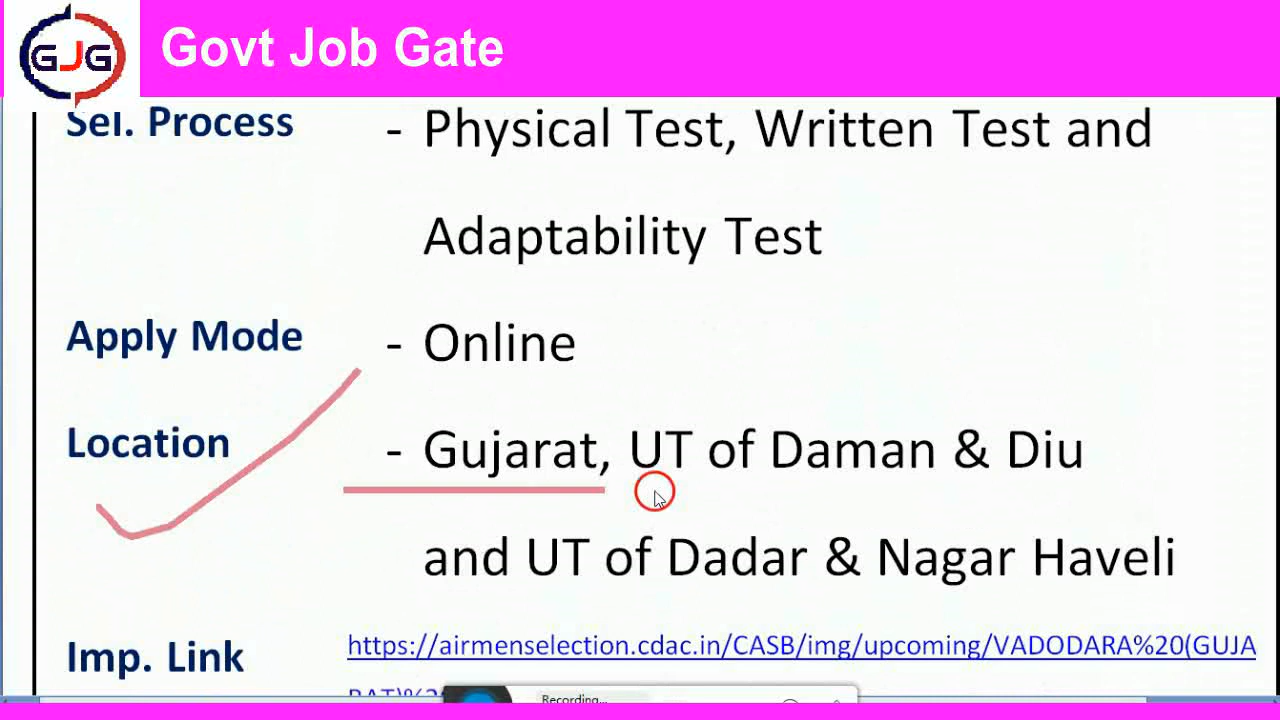 GJG
Govt Job Gate
Sel. Process - Physical Test, Written Test and
Adaptability Test
Apply Mode - Online
Location - Gujarat, UT of Daman & Diu
and UT of Dadar & Nagar Haveli
Imp. Link https://airmenselection.cdac.in/CASB/img/upcoming/VADODARA%20(GUJA
RAT)%2
Recording...